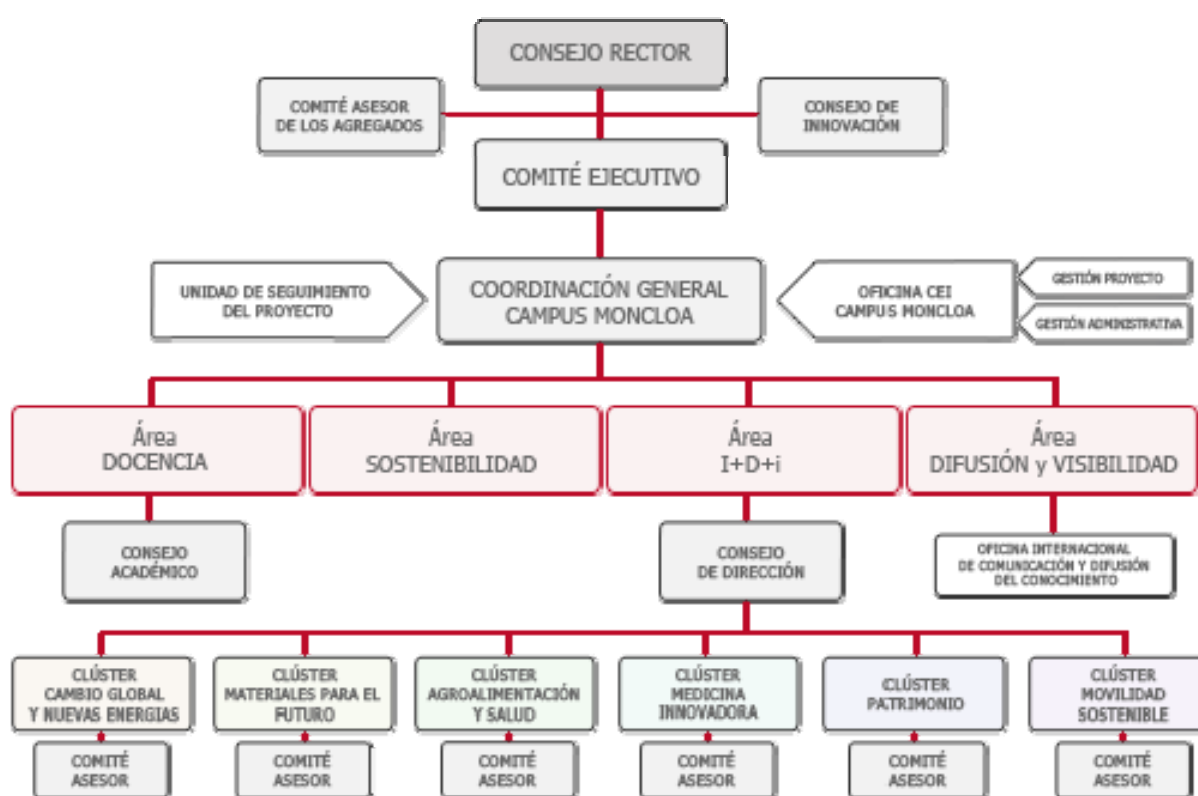 CONSEJO RECTOR
COMITÉ ASESOR
DE LOS AGREGADOS
CONSEJO DE
INNOVACIÓN
COMITÉ EJECUTIVO
UNIDAD DE SEGUIMIENTO
DEL PROYECTO
COORDINACIÓN GENERAL
CAMPUS MONCLOA
OFICINA CEI
CAMPUS MONCLOA
GESTIÓN PROYECTO
GESTIÓN ADMINISTRATIVA
Área
DOCENCIA
Área
SOSTENIBILIDAD
Área
I+D+i
Área
DIFUSIÓN y VISIBILIDAD
CONSEJO
ACADÉMICO
CONSEJO
DE DIRECCIÓN
OFICINA INTERNACIONAL
DE COMUNICACIÓN Y DIFUSIÓN
DEL CONOCIMIENTO
CLÚSTER
CAMBIO GLOBAL
Y NUEVAS ENERGIAS
CLÚSTER
MATERIALES PARA EL
FUTURO
CLÚSTER
AGROALIMENTACIÓN
Y SALUD
CLÚSTER
MEDICINA
INNOVADORA
CLÚSTER
PATRIMONIO
CLÚSTER
MOVILIDAD
SOSTENIBLE
COMITÉ
ASESOR
COMITÉ
ASESOR
COMITÉ
ASESOR
COMITÉ
ASESOR
COMITÉ
ASESOR
COMITÉ
ASESOR